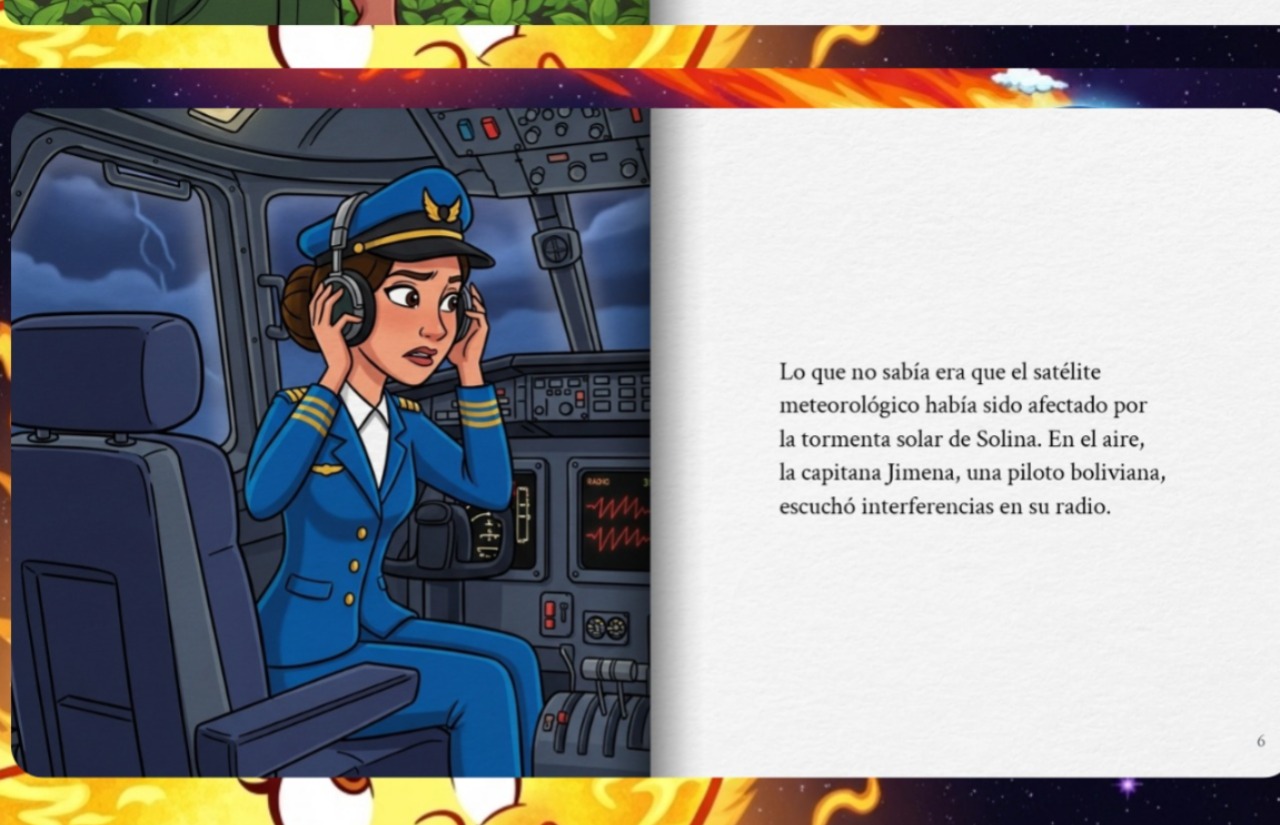 Lo que no sabía era que el satélite
meteorológico había sido afectado por
la tormenta solar de Solina. En el aire,
la capitana Jimena, una piloto boliviana,
escuchó interferencias en su radio.
RADIO
6